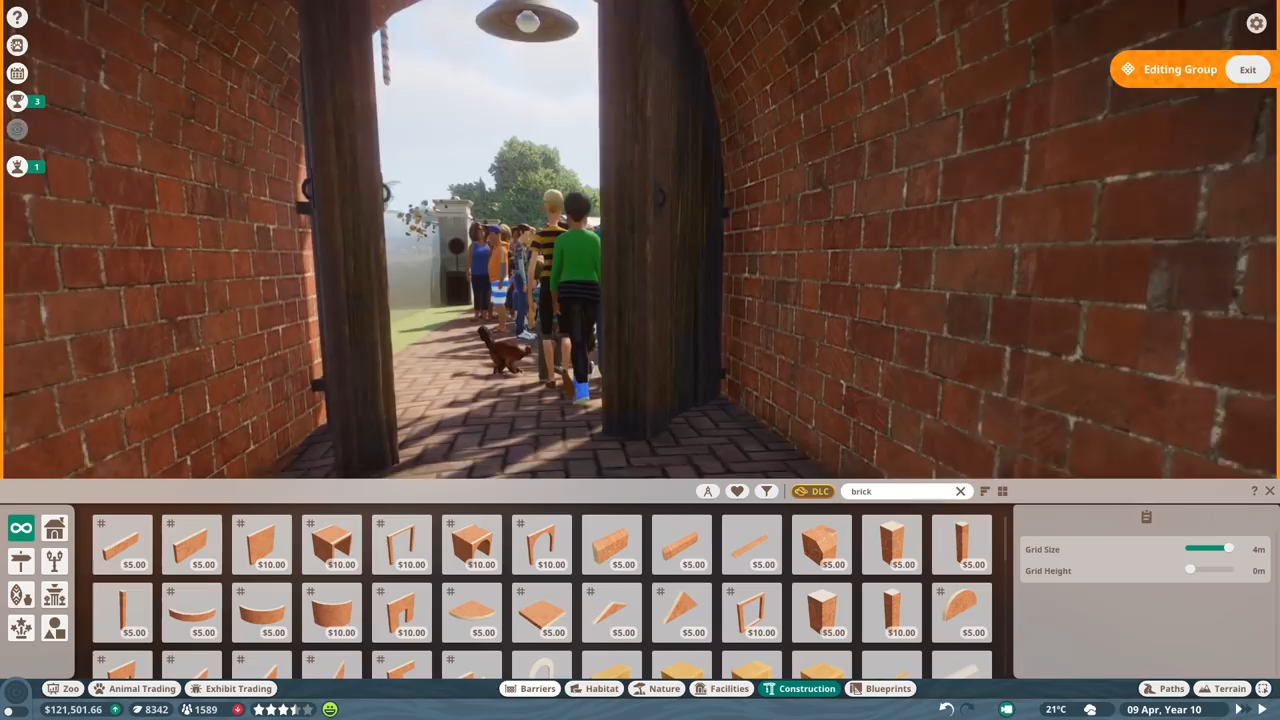 3
1
Editing Group Exit
DLC brick ?
$5.00 $5.00 $10.00 $10.00 $10.00 $10.00 $10.00 $5.00 $5.00 $5.00 $5.00 $5.00 $5.00
Grid Size 4m
Grid Height 0m
$5.00 $5.00 $5.00 $10.00 $10.00 $5.00 $5.00 $5.00 $5.00 $10.00 $5.00 $10.00 $5.00
Zoo Animal Trading Exhibit Trading Barriers Habitat Nature Facilities Construction Blueprints Paths Terrain
$121,501.66 8342 1589 21°C 09 Apr, Year 10